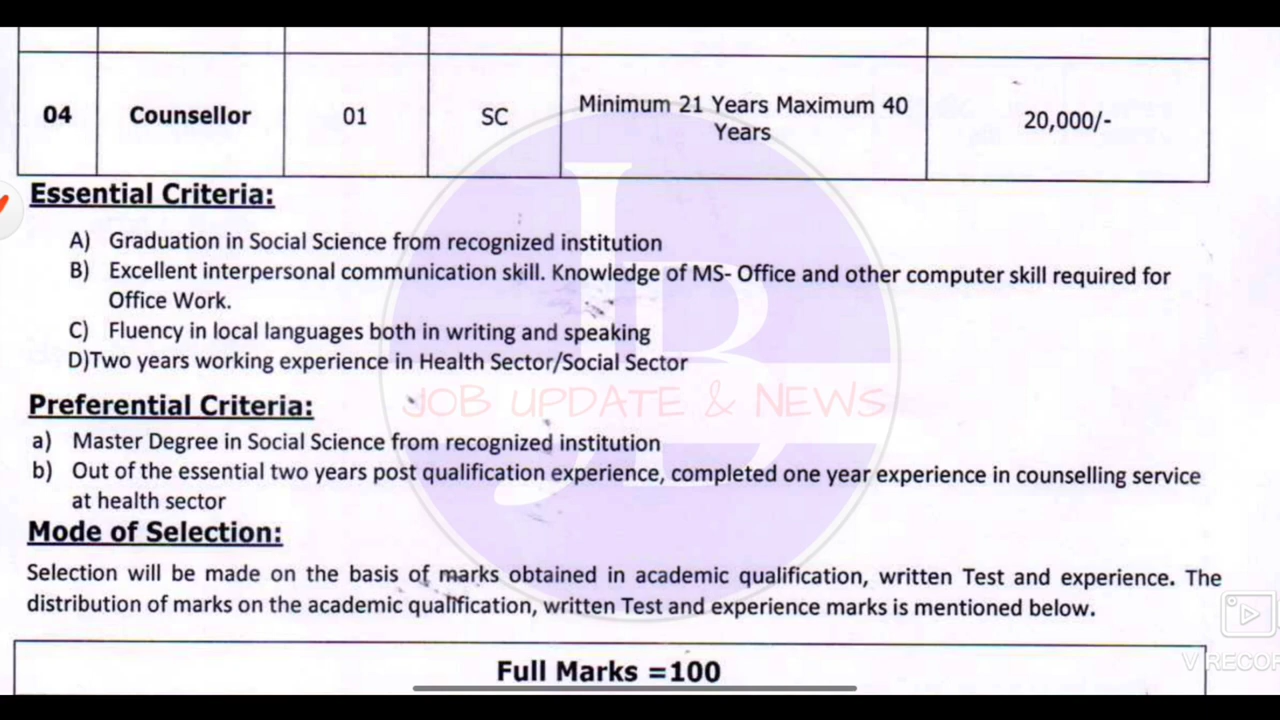 04 Counsellor 01 SC Minimum 21 Years Maximum 40 Years 20,000/-
Essential Criteria:
A) Graduation in Social Science from recognized institution
B) Excellent interpersonal communication skill. Knowledge of MS- Office and other computer skill required for
Office Work.
C) Fluency in local languages both in writing and speaking
D)Two years working experience in Health Sector/Social Sector
JOB UPDATE & NEWS
Preferential Criteria:
a) Master Degree in Social Science from recognized institution
b) Out of the essential two years post qualification experience, completed one year experience in counselling service
at health sector
Mode of Selection:
Selection will be made on the basis of marks obtained in academic qualification, written Test and experience. The
distribution of marks on the academic qualification, written Test and experience marks is mentioned below.
Full Marks =100
V RECOR